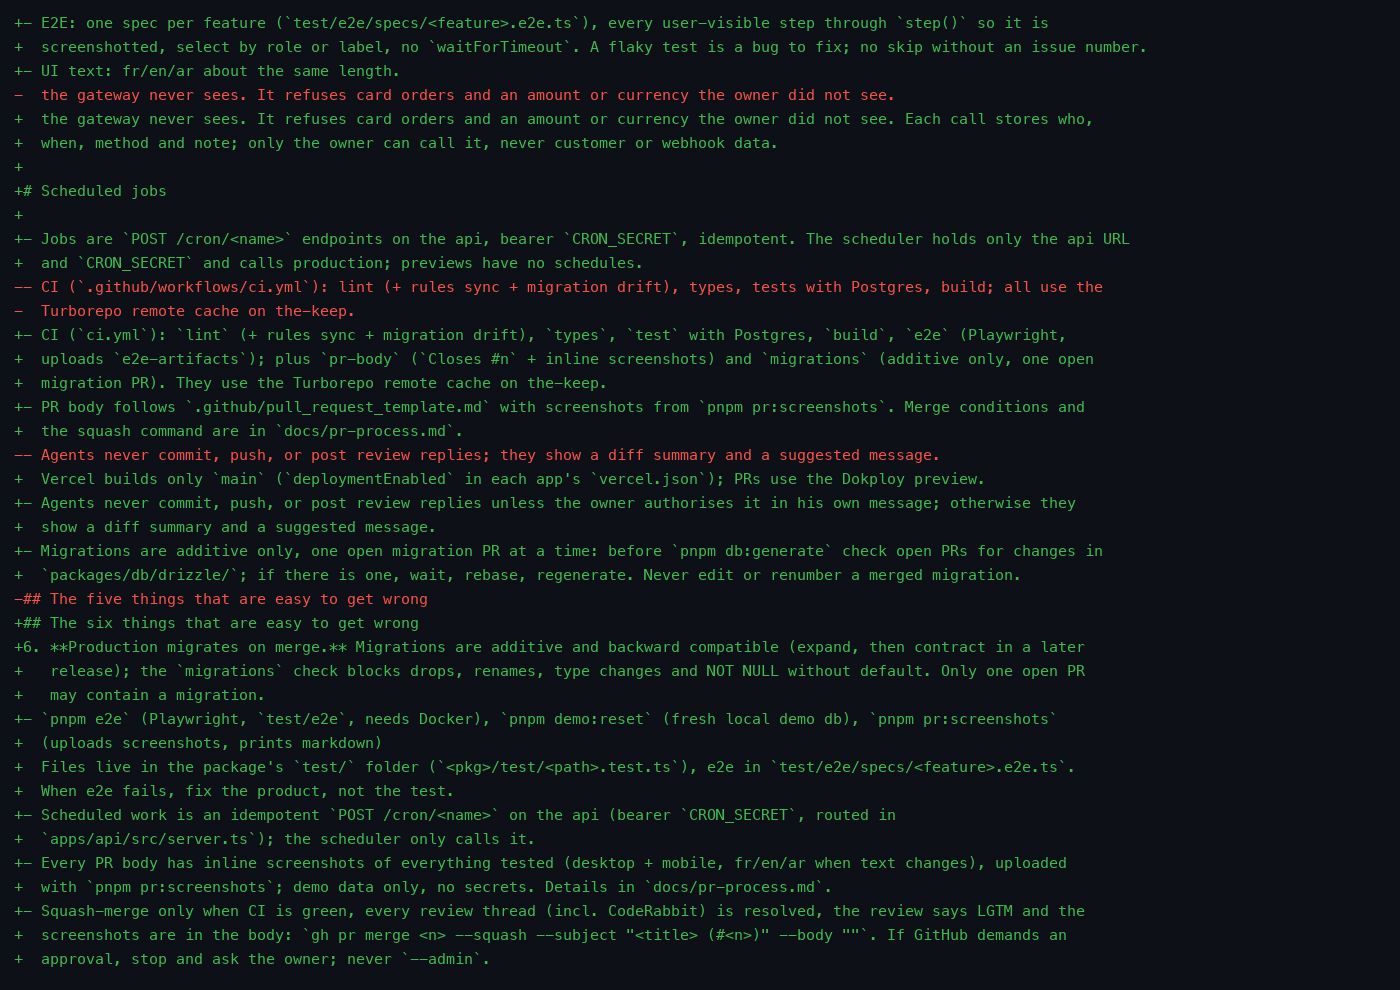 +- E2E: one spec per feature (`test/e2e/specs/<feature>.e2e.ts`), every user-visible step through `step()` so it is
+  screenshotted, select by role or label, no `waitForTimeout`. A flaky test is a bug to fix; no skip without an issue number.
+- UI text: fr/en/ar about the same length.
-  the gateway never sees. It refuses card orders and an amount or currency the owner did not see.
+  the gateway never sees. It refuses card orders and an amount or currency the owner did not see. Each call stores who,
+  when, method and note; only the owner can call it, never customer or webhook data.
+
+# Scheduled jobs
+
+- Jobs are `POST /cron/<name>` endpoints on the api, bearer `CRON_SECRET`, idempotent. The scheduler holds only the api URL
+  and `CRON_SECRET` and calls production; previews have no schedules.
-- CI (`.github/workflows/ci.yml`): lint (+ rules sync + migration drift), types, tests with Postgres, build; all use the
-  Turborepo remote cache on the-keep.
+- CI (`ci.yml`): `lint` (+ rules sync + migration drift), `types`, `test` with Postgres, `build`, `e2e` (Playwright,
+  uploads `e2e-artifacts`); plus `pr-body` (`Closes #n` + inline screenshots) and `migrations` (additive only, one open
+  migration PR). They use the Turborepo remote cache on the-keep.
+- PR body follows `.github/pull_request_template.md` with screenshots from `pnpm pr:screenshots`. Merge conditions and
+  the squash command are in `docs/pr-process.md`.
-- Agents never commit, push, or post review replies; they show a diff summary and a suggested message.
+  Vercel builds only `main` (`deploymentEnabled` in each app's `vercel.json`); PRs use the Dokploy preview.
+- Agents never commit, push, or post review replies unless the owner authorises it in his own message; otherwise they
+  show a diff summary and a suggested message.
+- Migrations are additive only, one open migration PR at a time: before `pnpm db:generate` check open PRs for changes in
+  `packages/db/drizzle/`; if there is one, wait, rebase, regenerate. Never edit or renumber a merged migration.
-## The five things that are easy to get wrong
+## The six things that are easy to get wrong
+6. **Production migrates on merge.** Migrations are additive and backward compatible (expand, then contract in a later
+   release); the `migrations` check blocks drops, renames, type changes and NOT NULL without default. Only one open PR
+   may contain a migration.
+- `pnpm e2e` (Playwright, `test/e2e`, needs Docker), `pnpm demo:reset` (fresh local demo db), `pnpm pr:screenshots`
+  (uploads screenshots, prints markdown)
+  Files live in the package's `test/` folder (`<pkg>/test/<path>.test.ts`), e2e in `test/e2e/specs/<feature>.e2e.ts`.
+  When e2e fails, fix the product, not the test.
+- Scheduled work is an idempotent `POST /cron/<name>` on the api (bearer `CRON_SECRET`, routed in
+  `apps/api/src/server.ts`); the scheduler only calls it.
+- Every PR body has inline screenshots of everything tested (desktop + mobile, fr/en/ar when text changes), uploaded
+  with `pnpm pr:screenshots`; demo data only, no secrets. Details in `docs/pr-process.md`.
+- Squash-merge only when CI is green, every review thread (incl. CodeRabbit) is resolved, the review says LGTM and the
+  screenshots are in the body: `gh pr merge <n> --squash --subject "<title> (#<n>)" --body ""`. If GitHub demands an
+  approval, stop and ask the owner; never `--admin`.